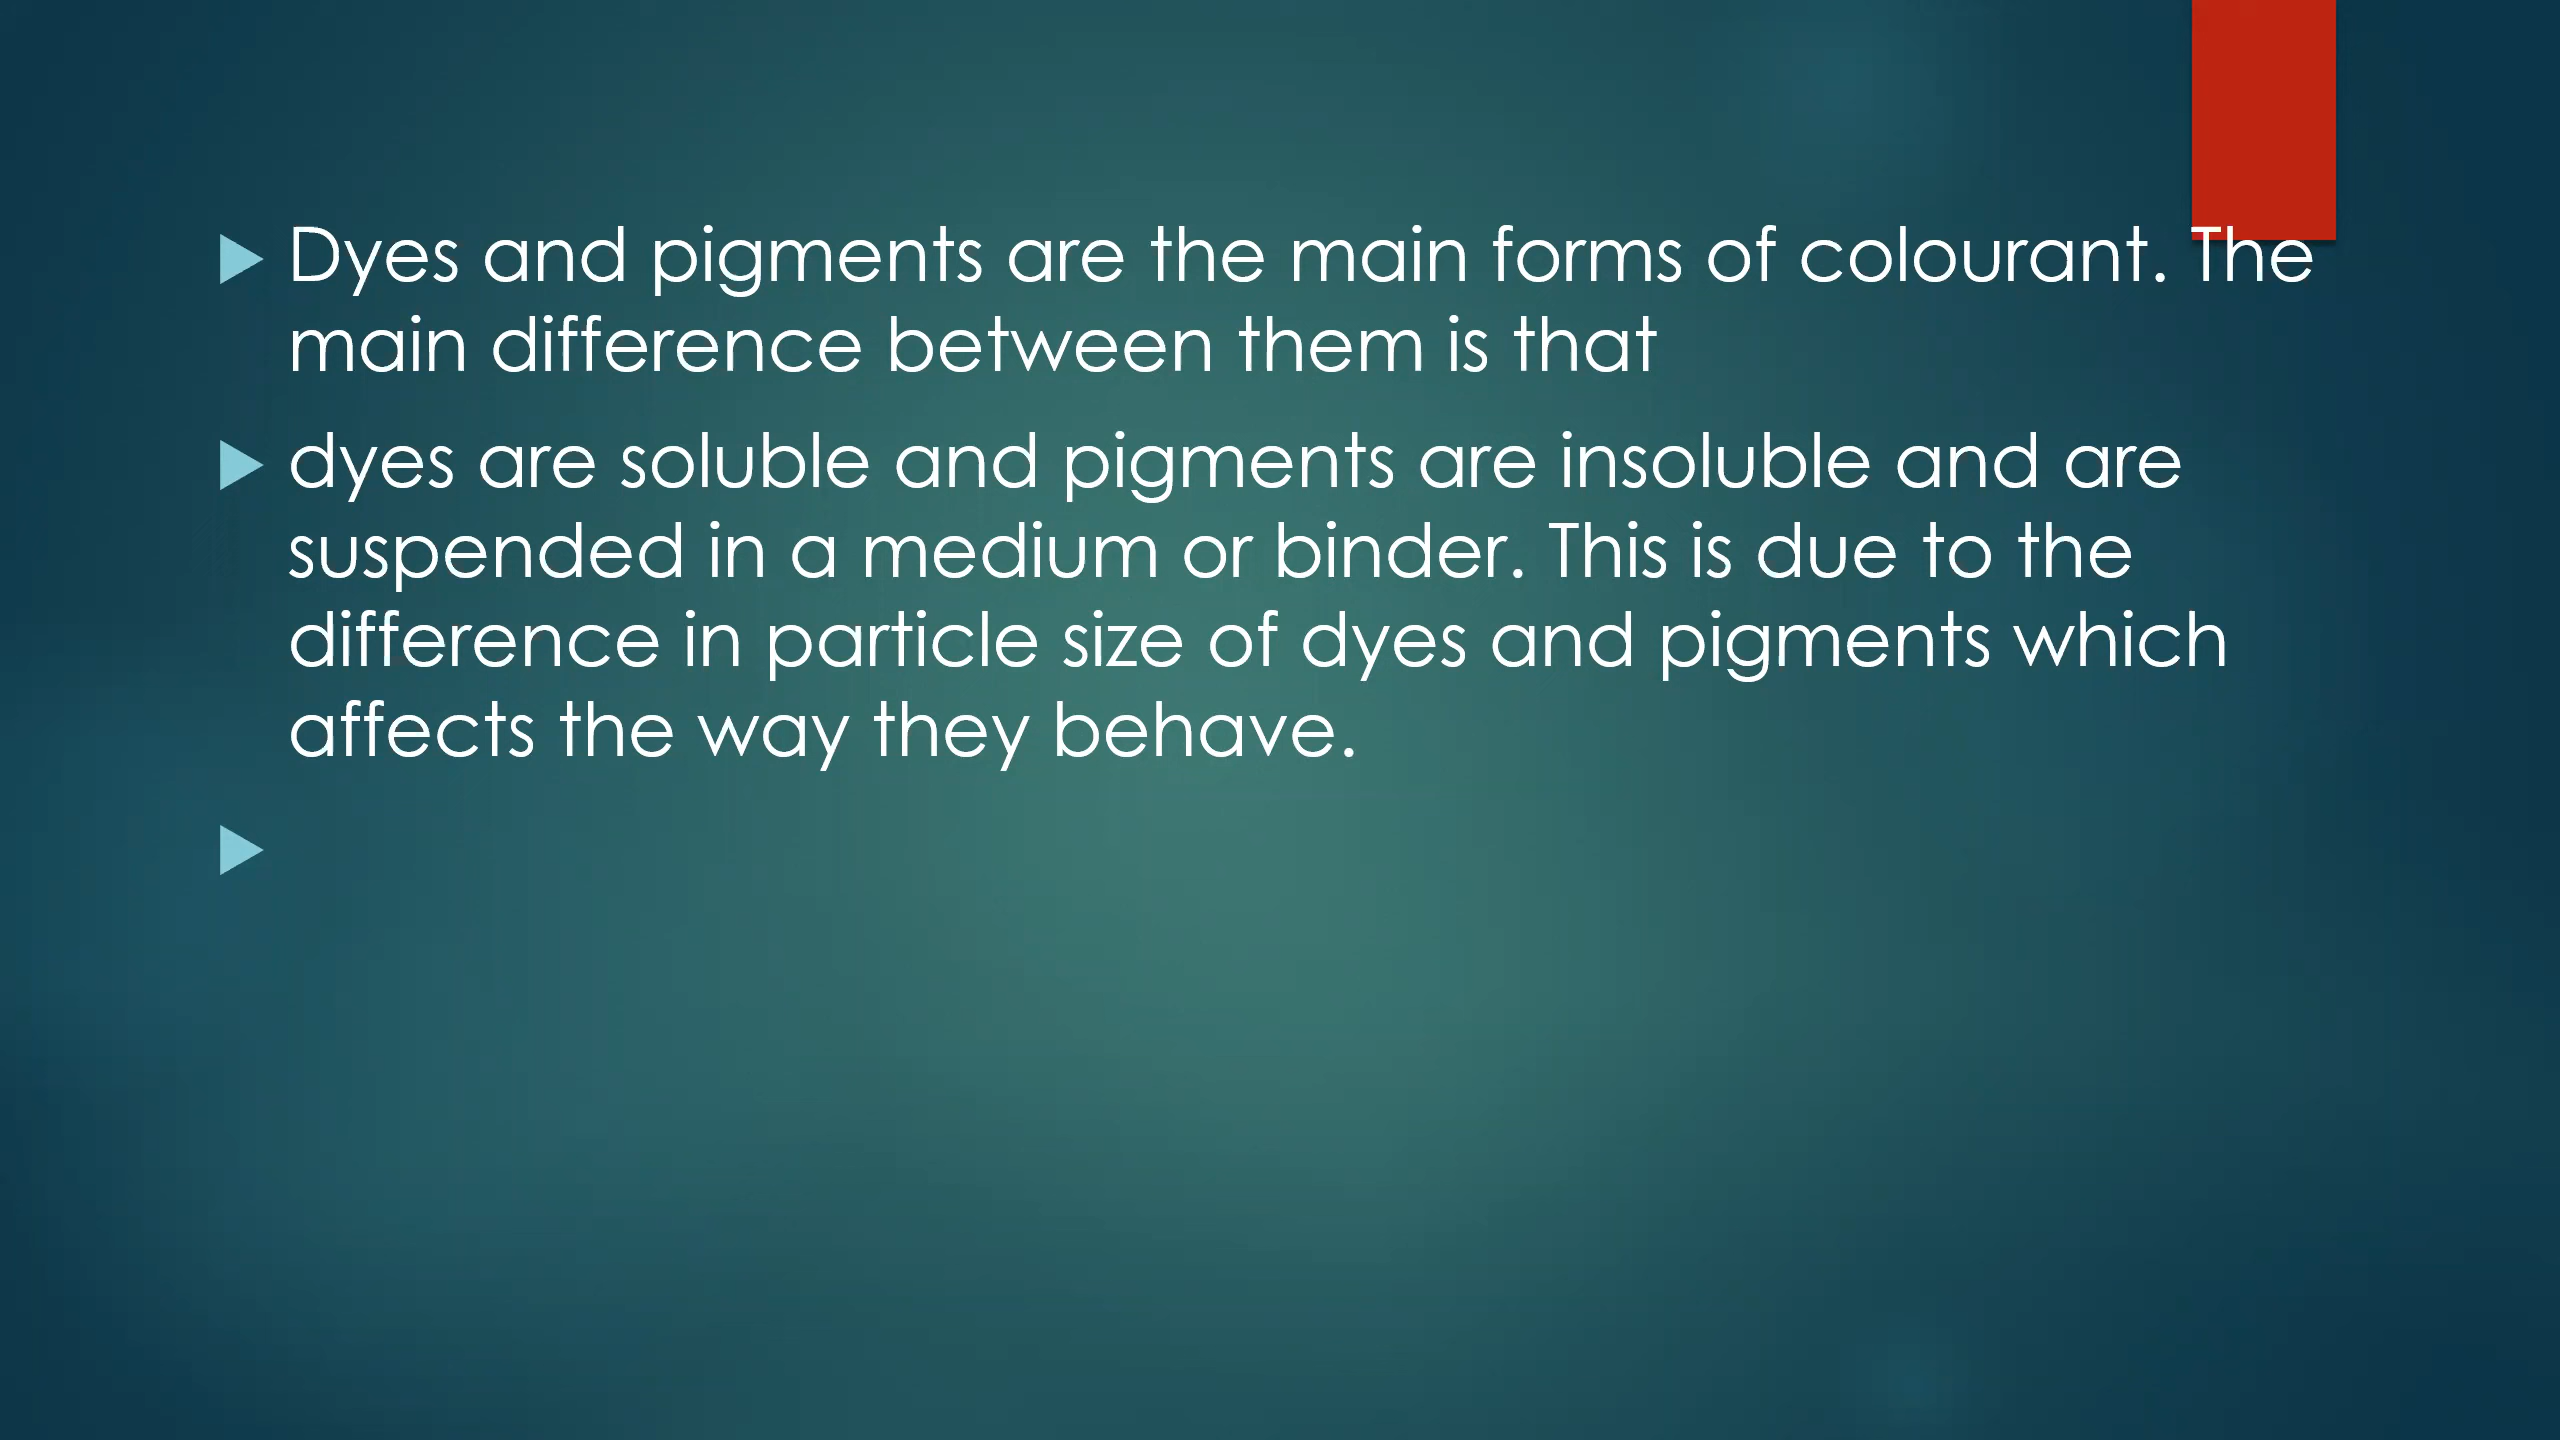 Dyes and pigments are the main forms of colourant. The
main difference between them is that
dyes are soluble and pigments are insoluble and are
suspended in a medium or binder. This is due to the
difference in particle size of dyes and pigments which
affects the way they behave.